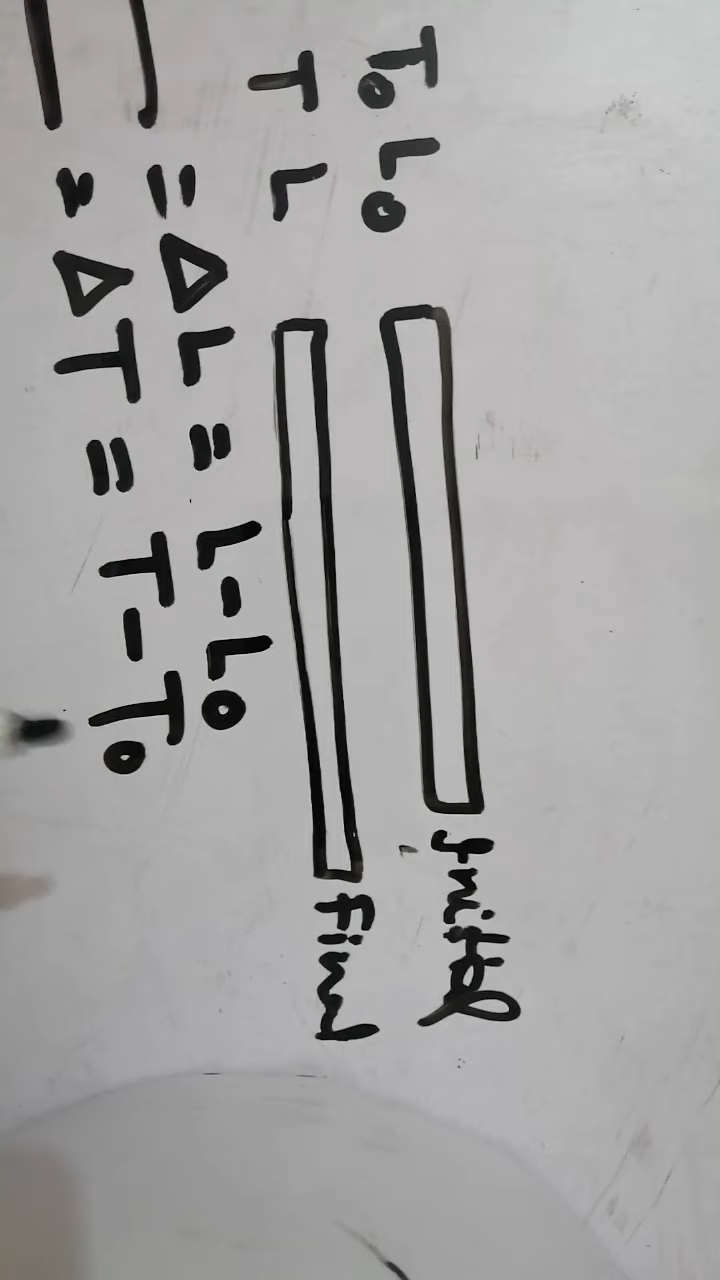 T₀ L₀ Initial
T L Final
= ΔL = L - L₀
= ΔT = T - T₀